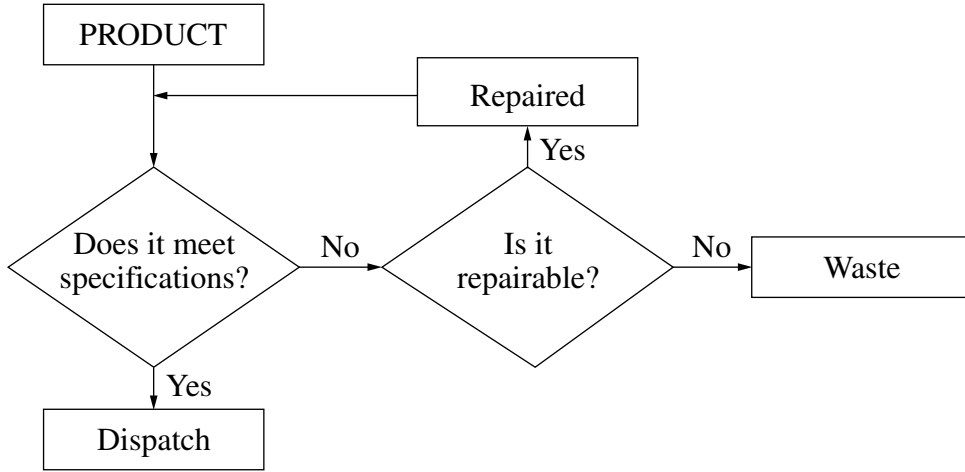 PRODUCT
Repaired
Yes
Does it meet
specifications?
No
Is it
repairable?
No
Waste
Yes
Dispatch